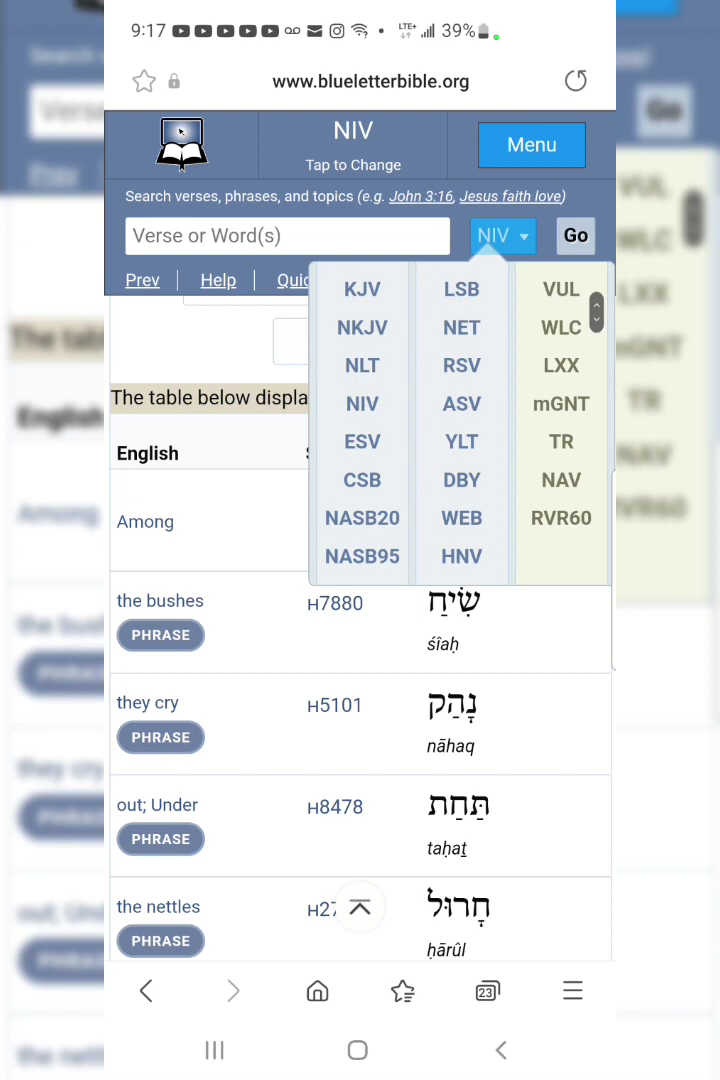 9:17 LTE+ 39%
www.blueletterbible.org
NIV
Tap to Change
Menu
Search verses, phrases, and topics (e.g. John 3:16, Jesus faith love)
Verse or Word(s) NIV Go
Prev Help
KJV LSB VUL
NKJV NET WLC
NLT RSV LXX
NIV ASV mGNT
ESV YLT TR
CSB DBY NAV
NASB20 WEB RVR60
NASB95 HNV
The table below
English
Among
the bushes H7880 שִׂיחַ
PHRASE śîaḥ
they cry H5101 נָהַק
PHRASE nāhaq
out; Under H8478 תַּחַת
PHRASE taḥaṯ
the nettles חָרוּל
PHRASE ḥārûl
23